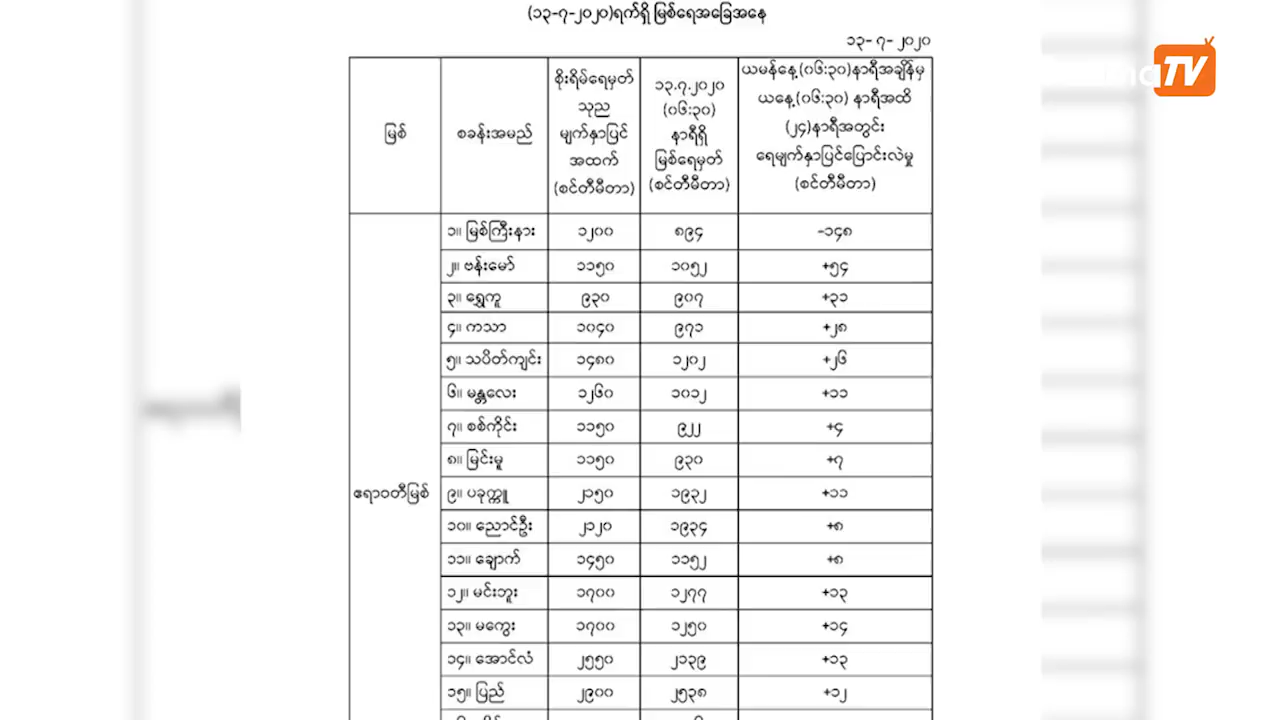 (၁၃-၇-၂၀၂၀)ရက်ရှိ မြစ်ရေအခြေအနေ
၁၃- ၇- ၂၀၂၀
TV
မြစ်
စခန်းအမည်
စိုးရိမ်ရေမှတ်
သုည
မျက်နှာပြင်
အထက်
(စင်တီမီတာ)
၁၃.၇.၂၀၂၀
(၀၆:၃၀)
နာရီရှိ
မြစ်ရေမှတ်
(စင်တီမီတာ)
ယမန်နေ့(၀၆:၃၀)နာရီအချိန်မှ
ယနေ့(၀၆:၃၀) နာရီအထိ
(၂၄)နာရီအတွင်း
ရေမျက်နှာပြင်ပြောင်းလဲမှု
(စင်တီမီတာ)
ဧရာဝတီမြစ်
၁။ မြစ်ကြီးနား ၁၂၀၀ ၈၉၄ -၁၄၈
၂။ ဗန်းမော် ၁၁၅၀ ၁၀၅၂ +၅၄
၃။ ရွှေကူ ၉၃၀ ၉၀၇ +၃၁
၄။ ကသာ ၁၀၄၀ ၉၇၁ +၂၈
၅။ သပိတ်ကျင်း ၁၄၈၀ ၁၂၀၂ +၂၆
၆။ မန္တလေး ၁၂၆၀ ၁၀၁၂ +၁၁
၇။ စစ်ကိုင်း ၁၁၅၀ ၉၂၂ +၄
၈။ မြင်းမူ ၁၁၅၀ ၉၃၀ +၇
၉။ ပခုက္ကူ ၂၁၅၀ ၁၉၃၂ +၁၁
၁၀။ ညောင်ဦး ၂၁၂၀ ၁၉၃၄ +၈
၁၁။ ချောက် ၁၄၅၀ ၁၁၅၂ +၈
၁၂။ မင်းဘူး ၁၇၀၀ ၁၂၇၇ +၁၃
၁၃။ မကွေး ၁၇၀၀ ၁၂၅၀ +၁၄
၁၄။ အောင်လံ ၂၅၅၀ ၂၁၃၉ +၁၃
၁၅။ ပြည် ၂၉၀၀ ၂၅၃၈ +၁၂